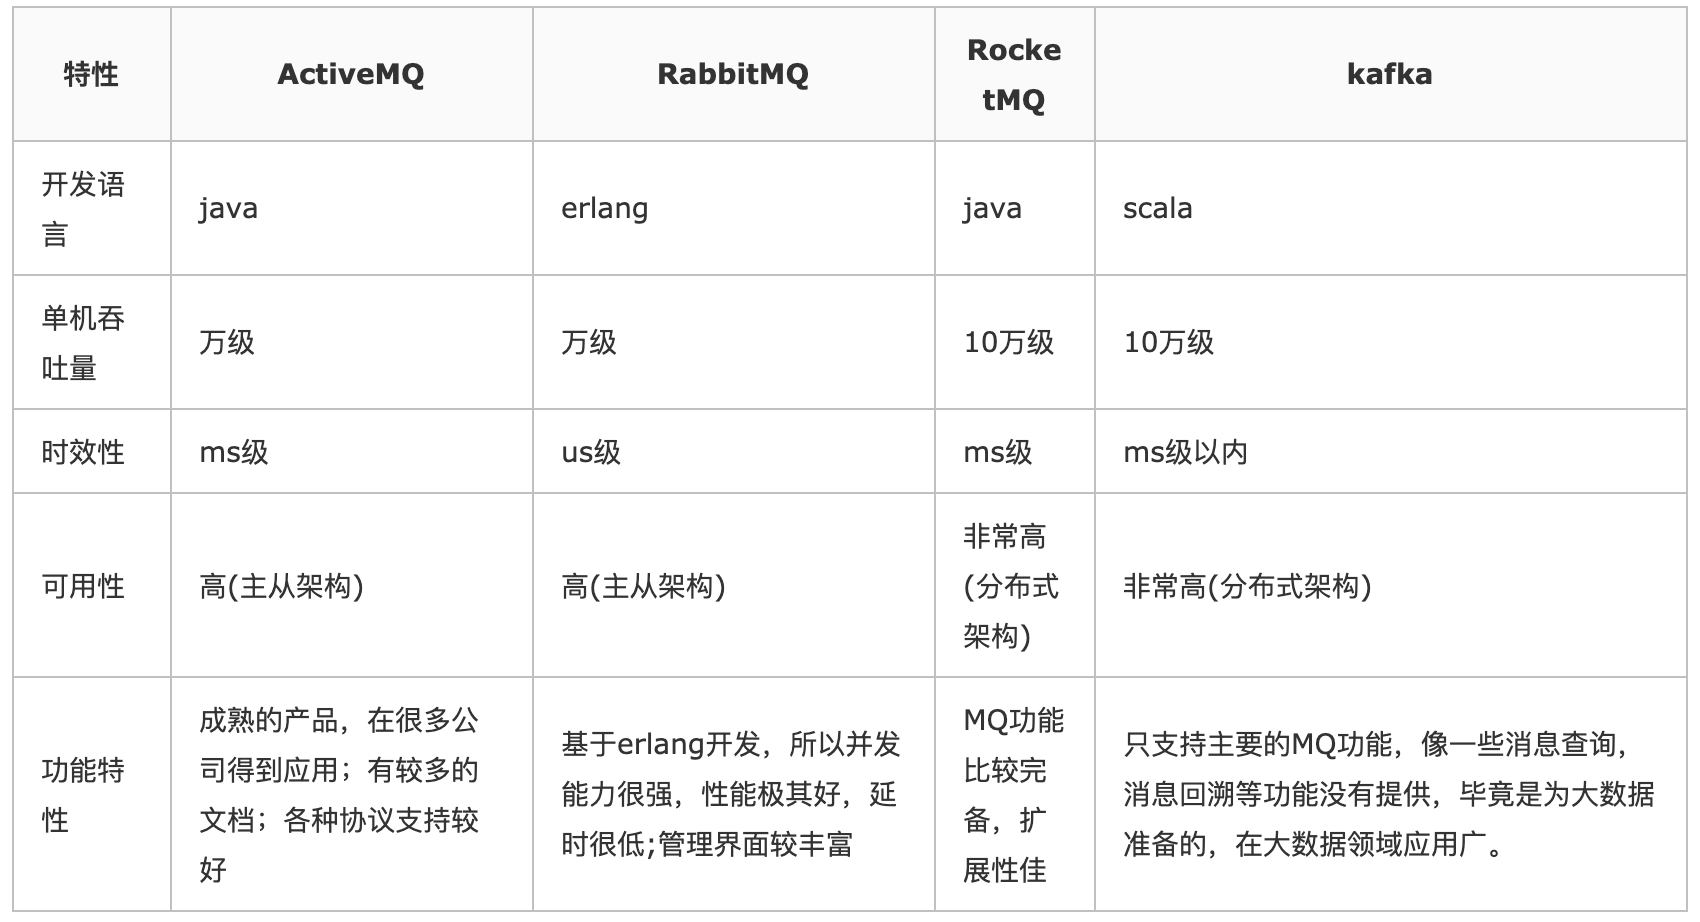 特性
ActiveMQ
RabbitMQ
Rocke
tMQ
kafka
开发语
言
java
erlang
java
scala
单机吞
吐量
万级
万级
10万级
10万级
时效性
ms级
us级
ms级
ms级以内
可用性
高(主从架构)
高(主从架构)
非常高
(分布式
架构)
非常高(分布式架构)
功能特
性
成熟的产品，在很多公
司得到应用；有较多的
文档；各种协议支持较
好
基于erlang开发，所以并发
能力很强，性能极其好，延
时很低;管理界面较丰富
MQ功能
比较完
备，扩
展性佳
只支持主要的MQ功能，像一些消息查询，
消息回溯等功能没有提供，毕竟是为大数据
准备的，在大数据领域应用广。